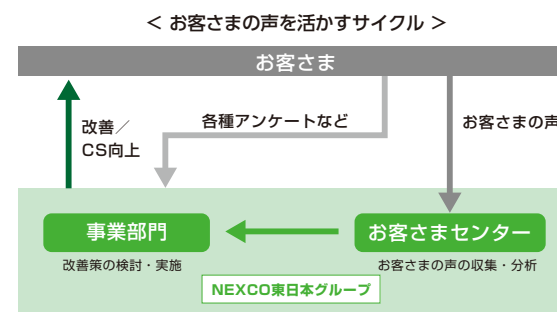 ＜ お客さまの声を活かすサイクル ＞
お客さま
改善／
CS向上
各種アンケートなど
お客さまの声
事業部門
お客さまセンター
改善策の検討・実施
お客さまの声の収集・分析
NEXCO東日本グループ